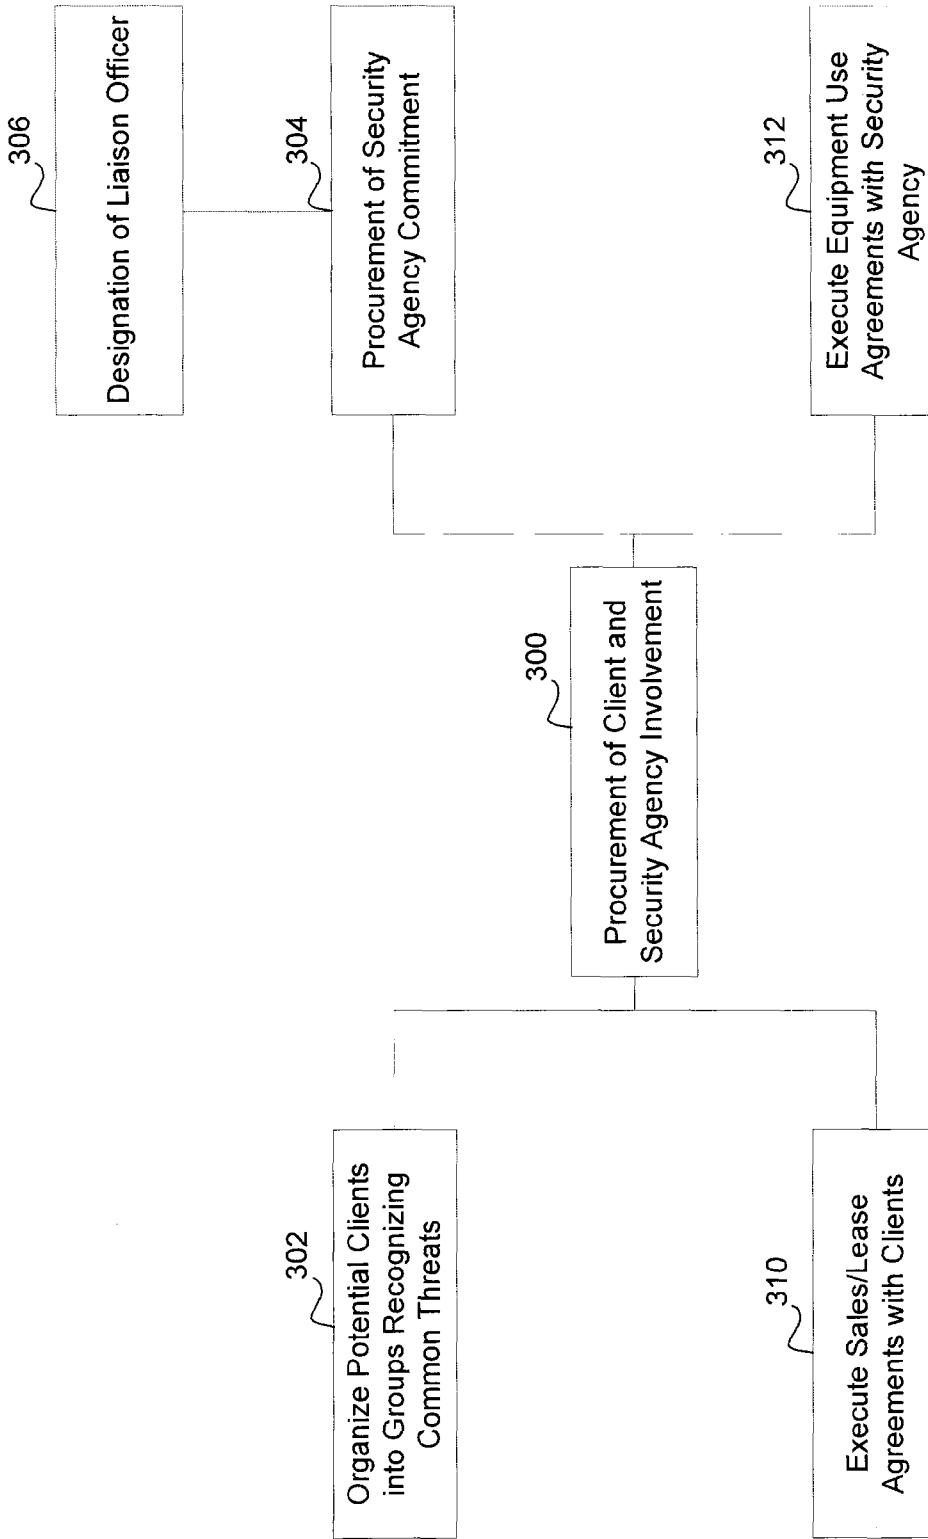 306
Designation of Liaison Officer
302
Organize Potential Clients
into Groups Recognizing
Common Threats
304
Procurement of Security
Agency Commitment
300
Procurement of Client and
Security Agency Involvement
310
Execute Sales/Lease
Agreements with Clients
312
Execute Equipment Use
Agreements with Security
Agency